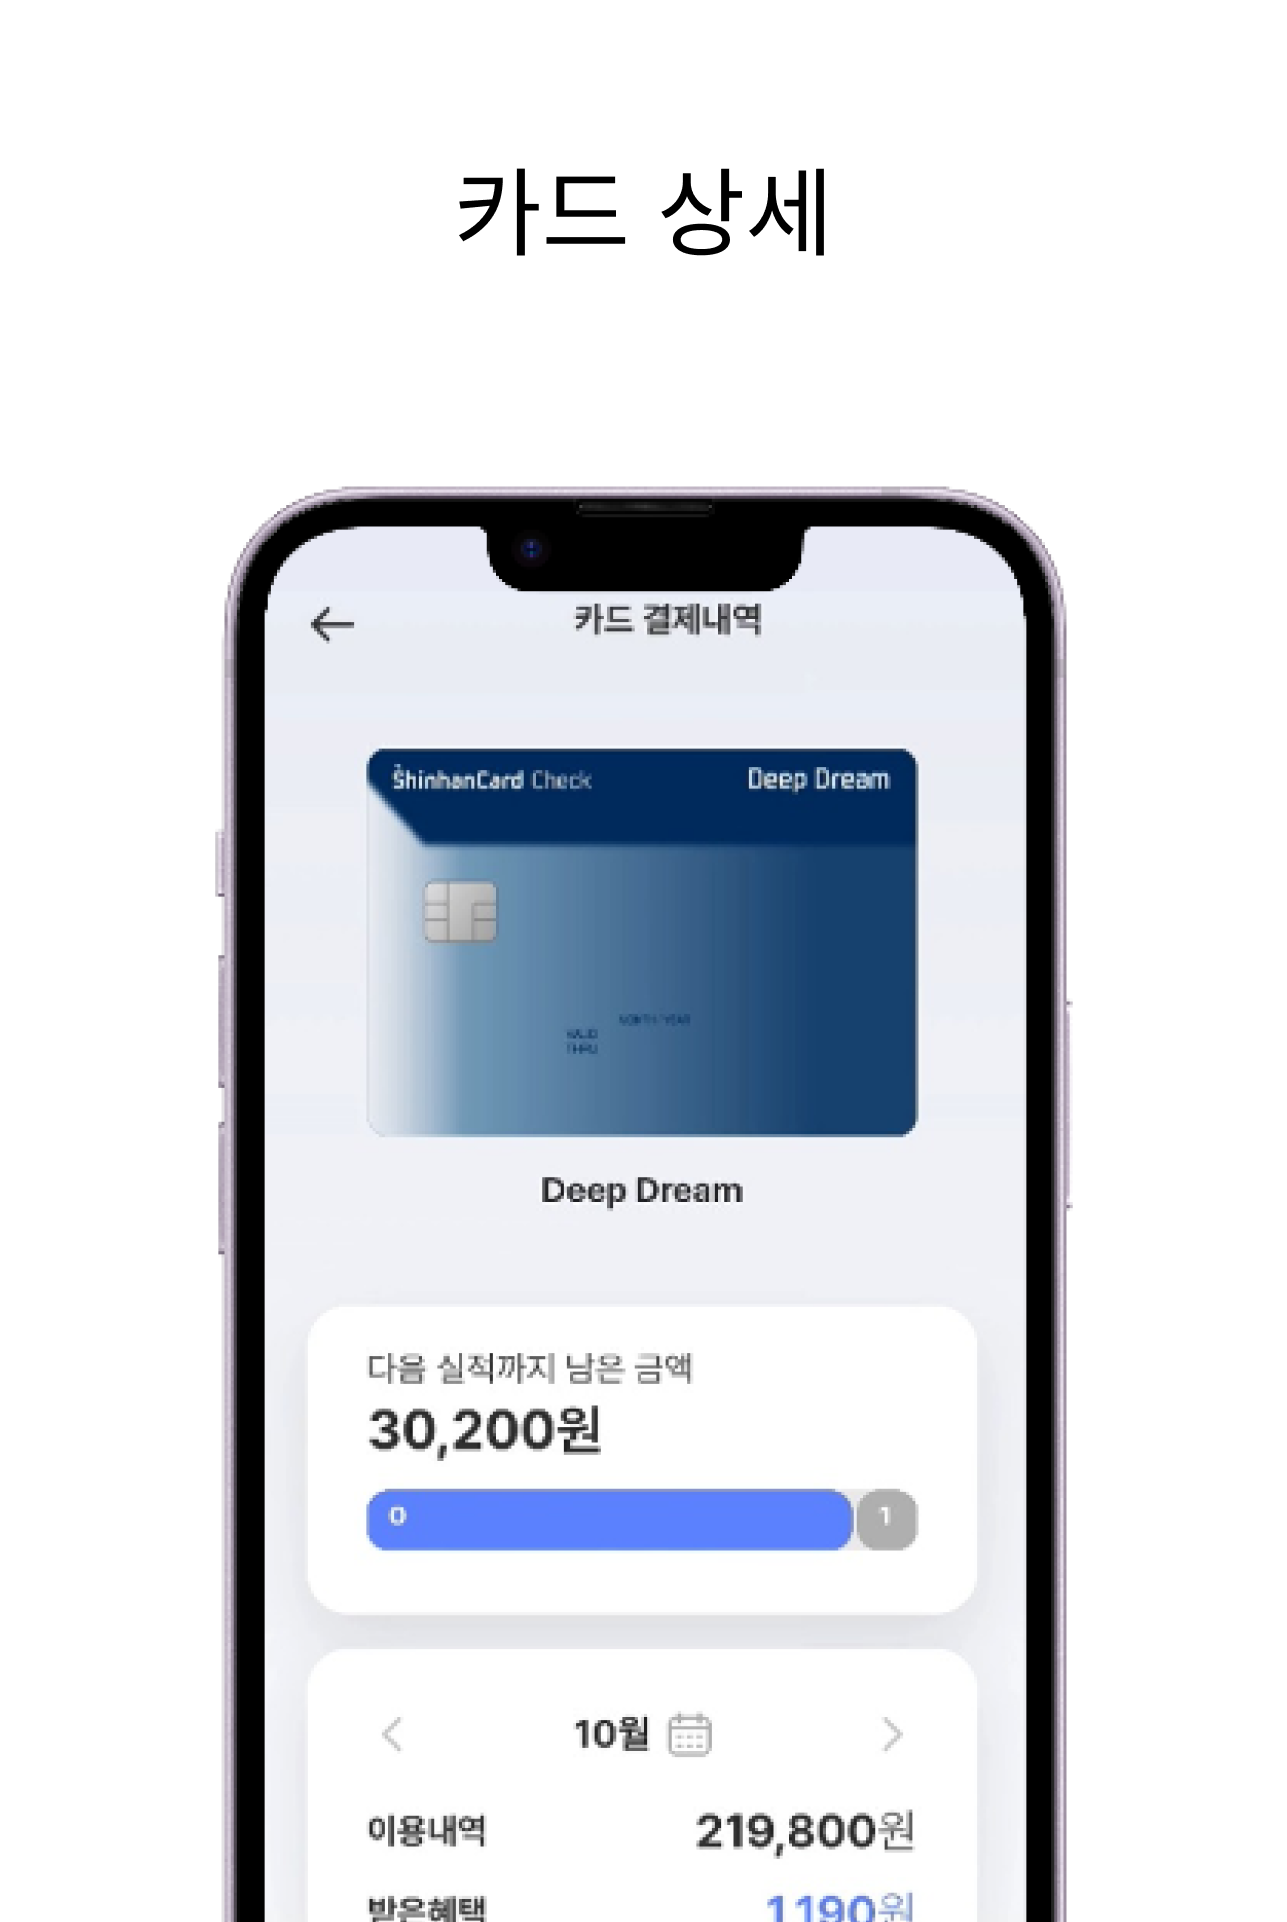 카드 상세
카드 결제내역
ShinhanCard Check
Deep Dream
MONTH / YEAR
VALID
THRU
Deep Dream
다음 실적까지 남은 금액
30,200원
0
1
10월
이용내역
219,800원
받은혜택
1,190원